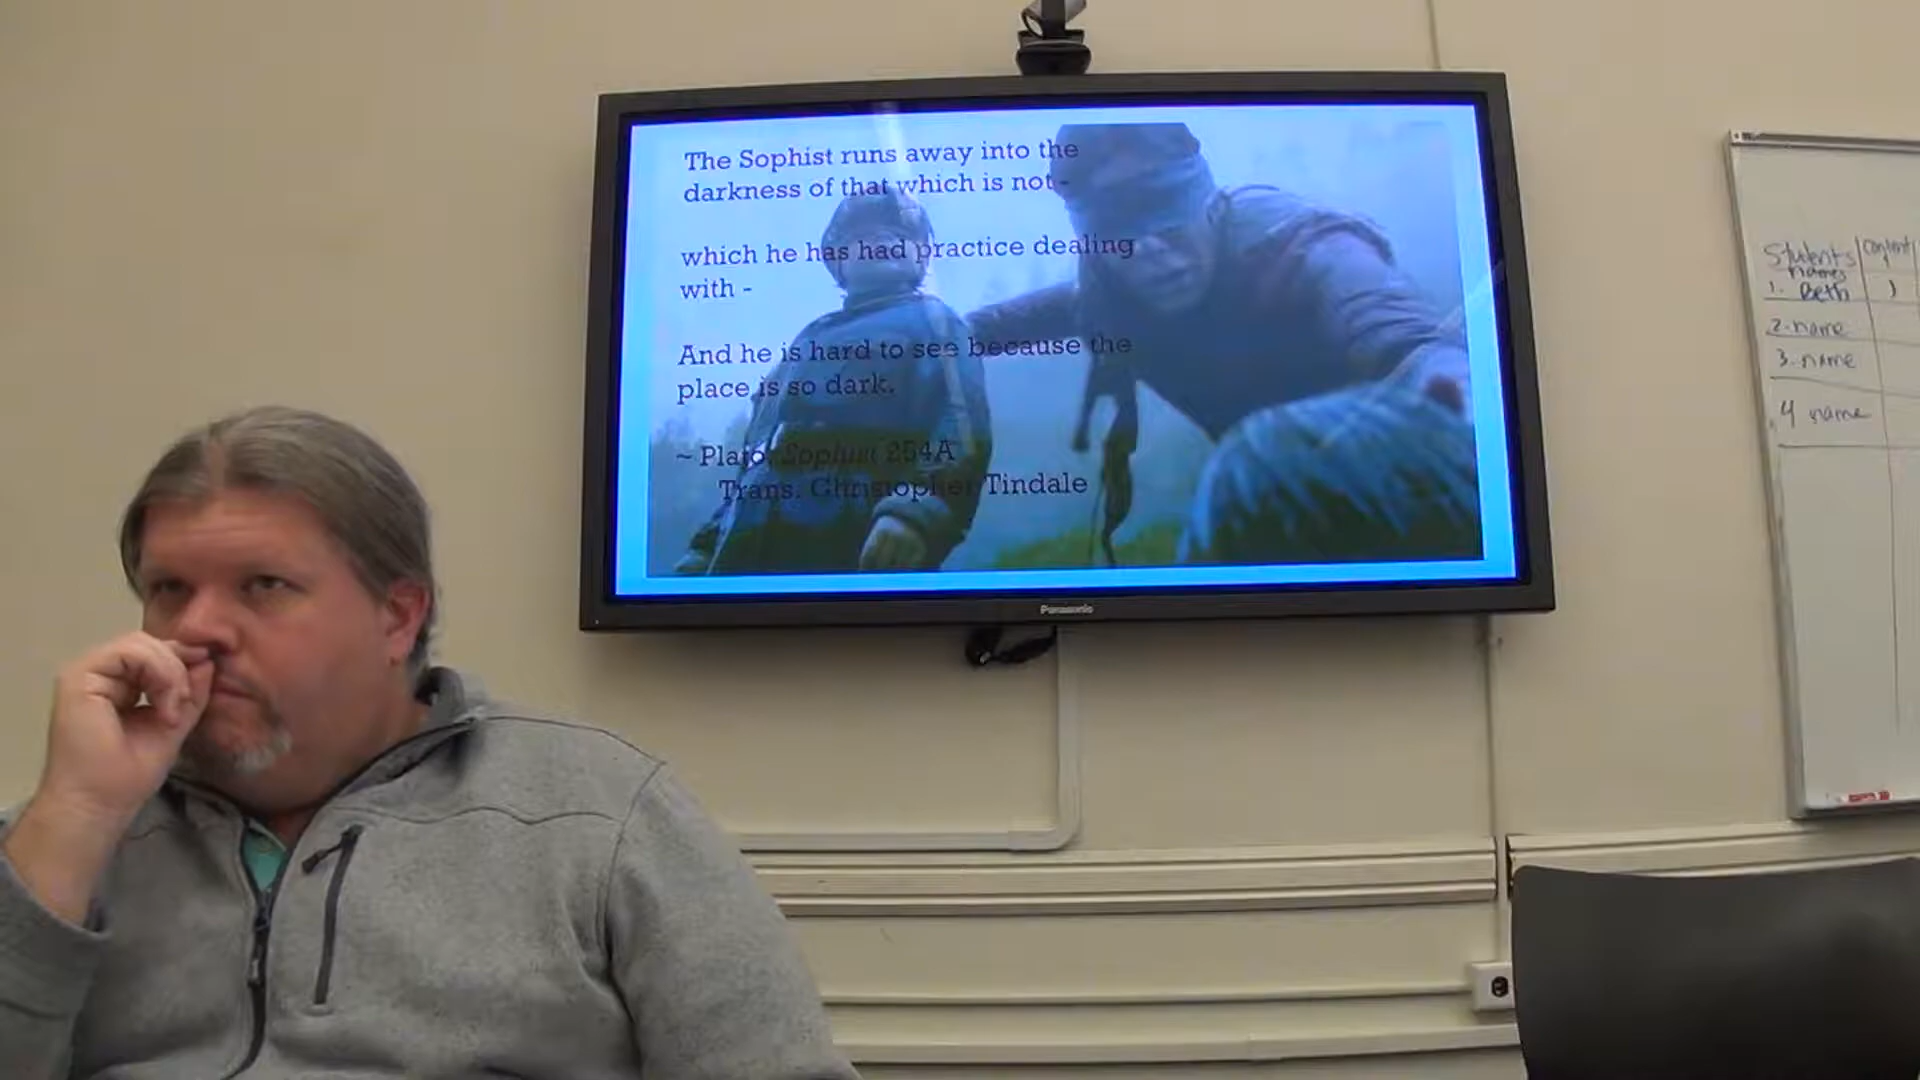 The Sophist runs away into the
darkness of that which is not -
which he has had practice dealing
with -
And he is hard to see because the
place is so dark.
~ Plato, Sophist 254A
Trans. Christopher Tindale
Panasonic
Students names
content
1. Beth
1
2. name
3. name
4 name